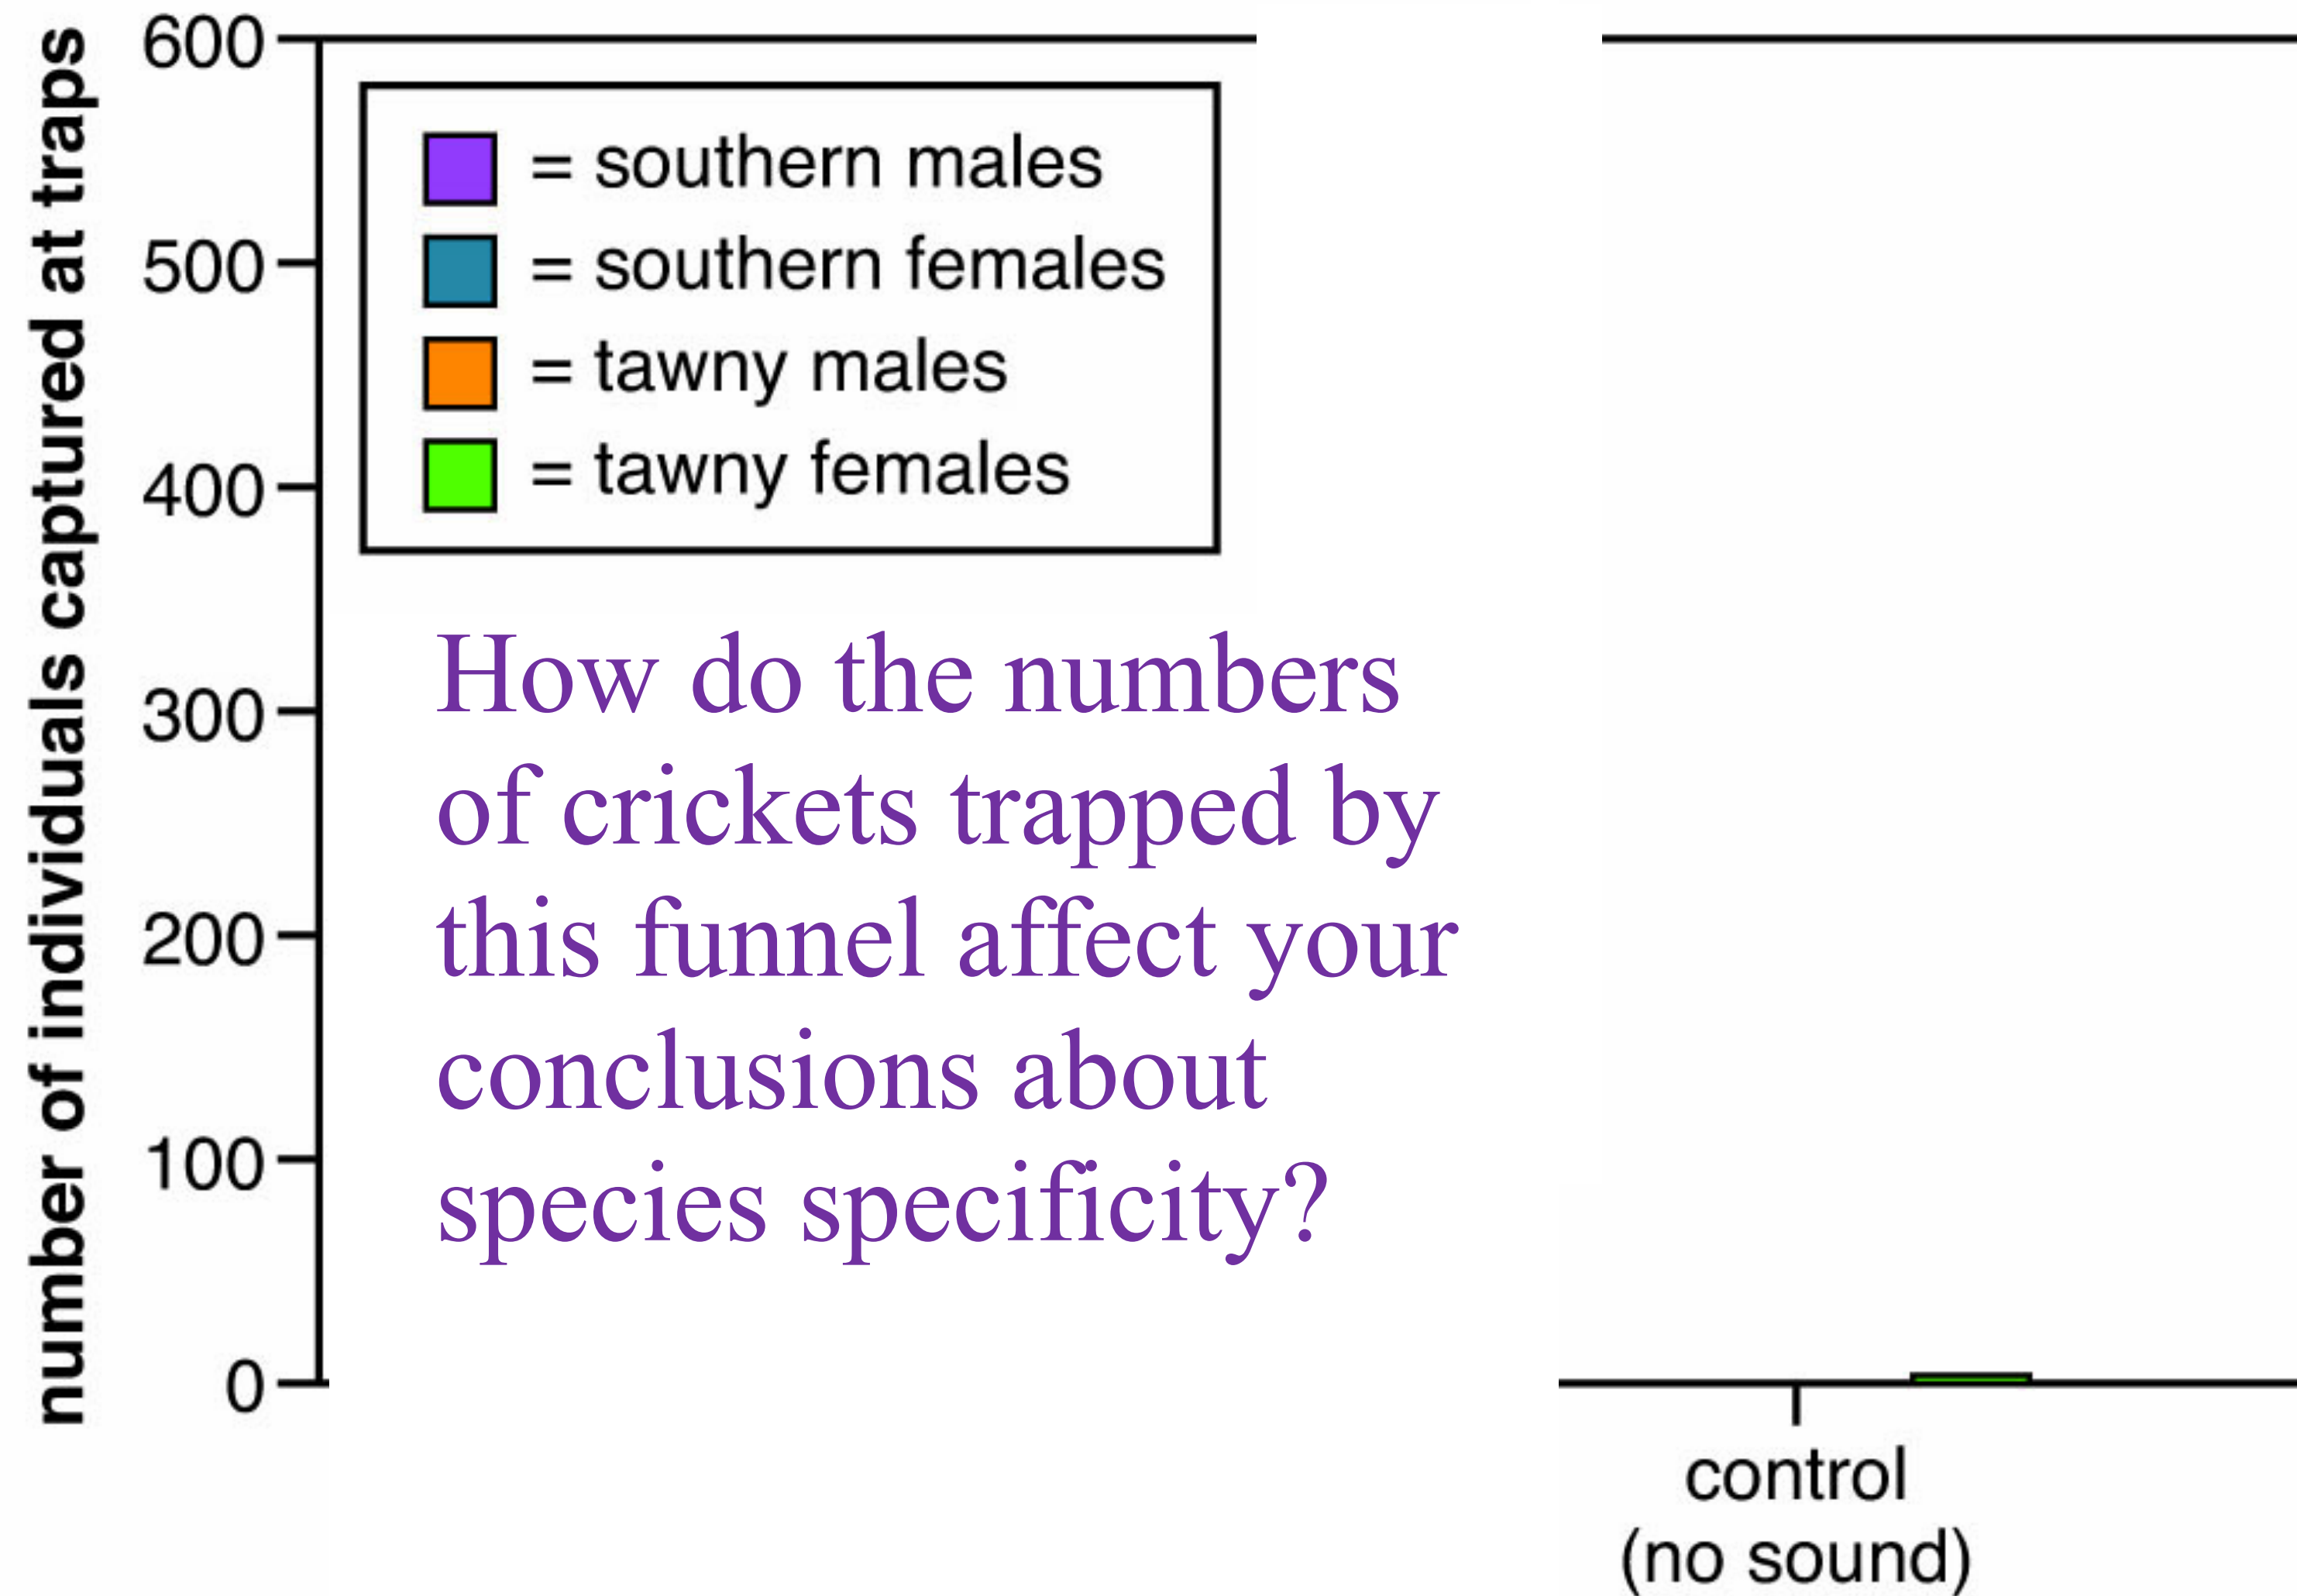 number of individuals captured at traps
600
500
400
300
200
100
0
= southern males
= southern females
= tawny males
= tawny females
How do the numbers
of crickets trapped by
this funnel affect your
conclusions about
species specificity?
control
(no sound)